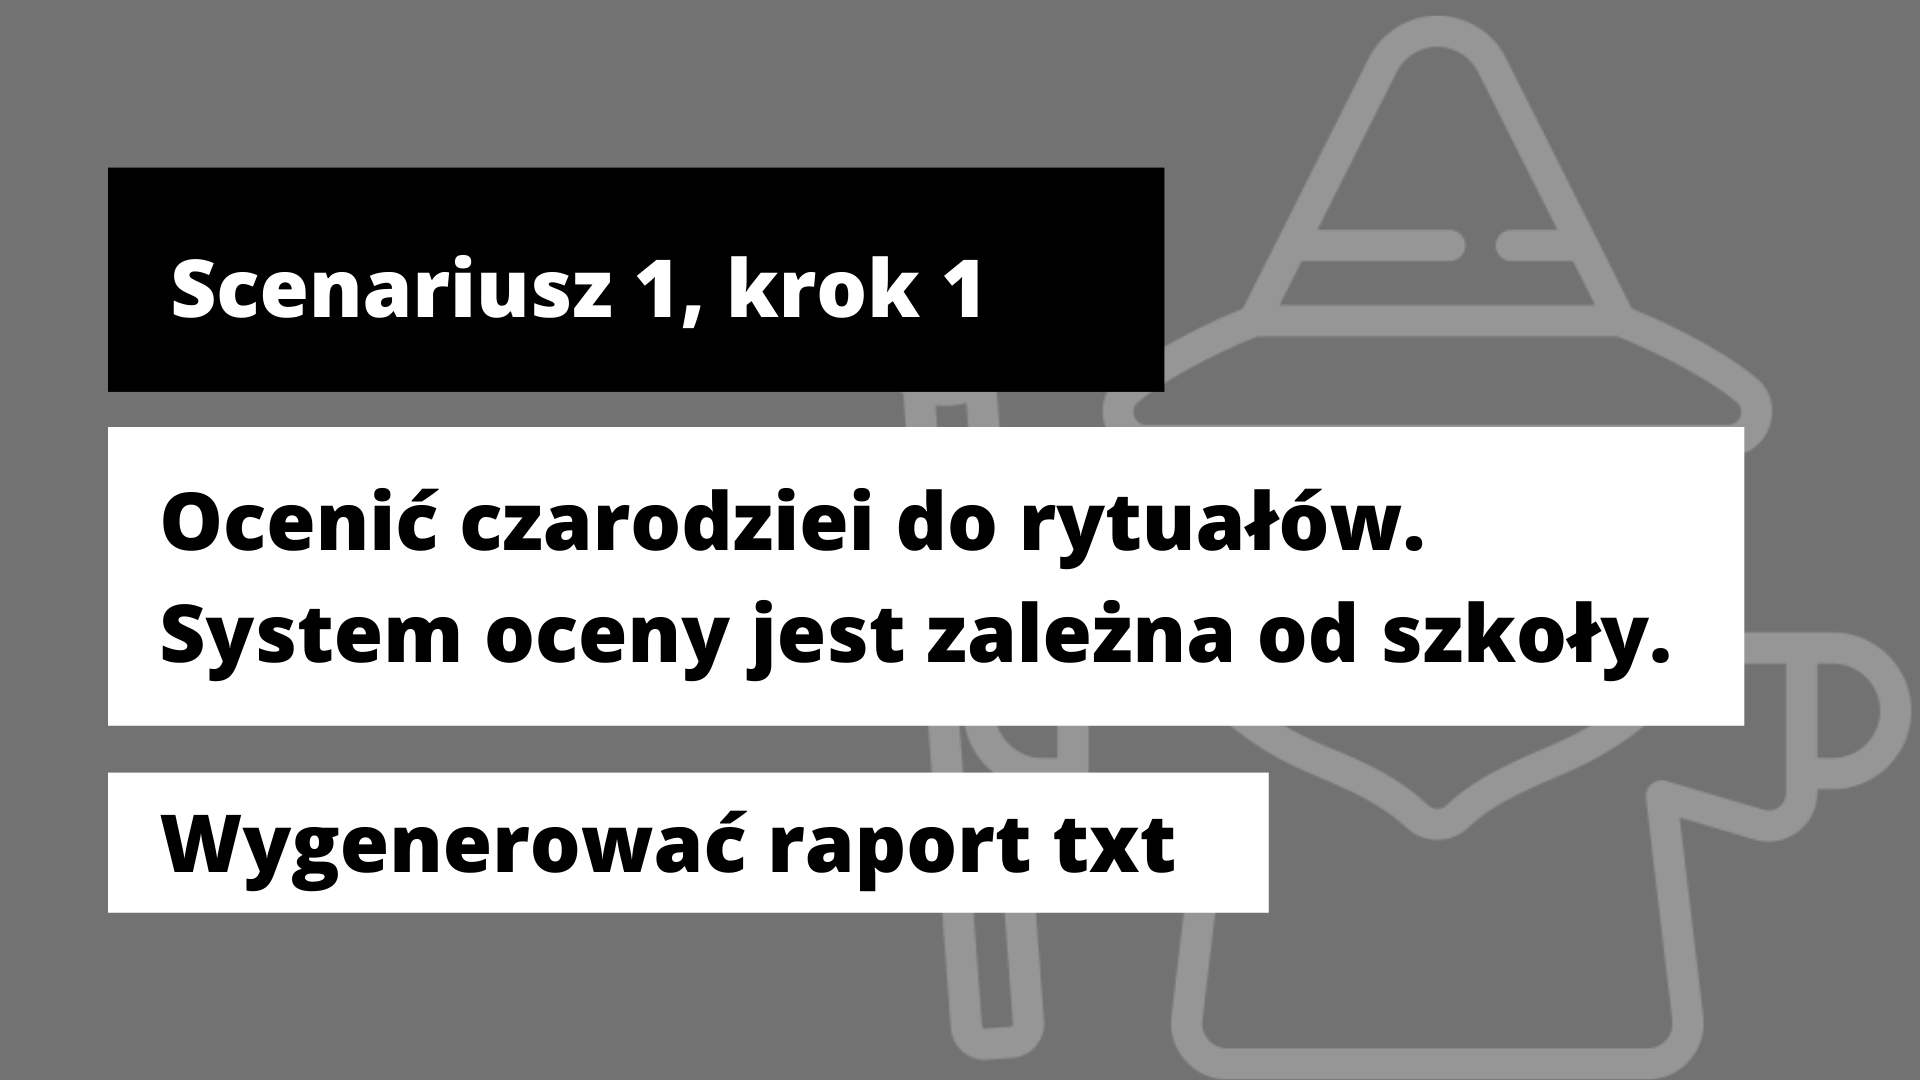 Scenariusz 1, krok 1
Ocenić czarodziei do rytuałów.
System oceny jest zależna od szkoły.
Wygenerować raport txt